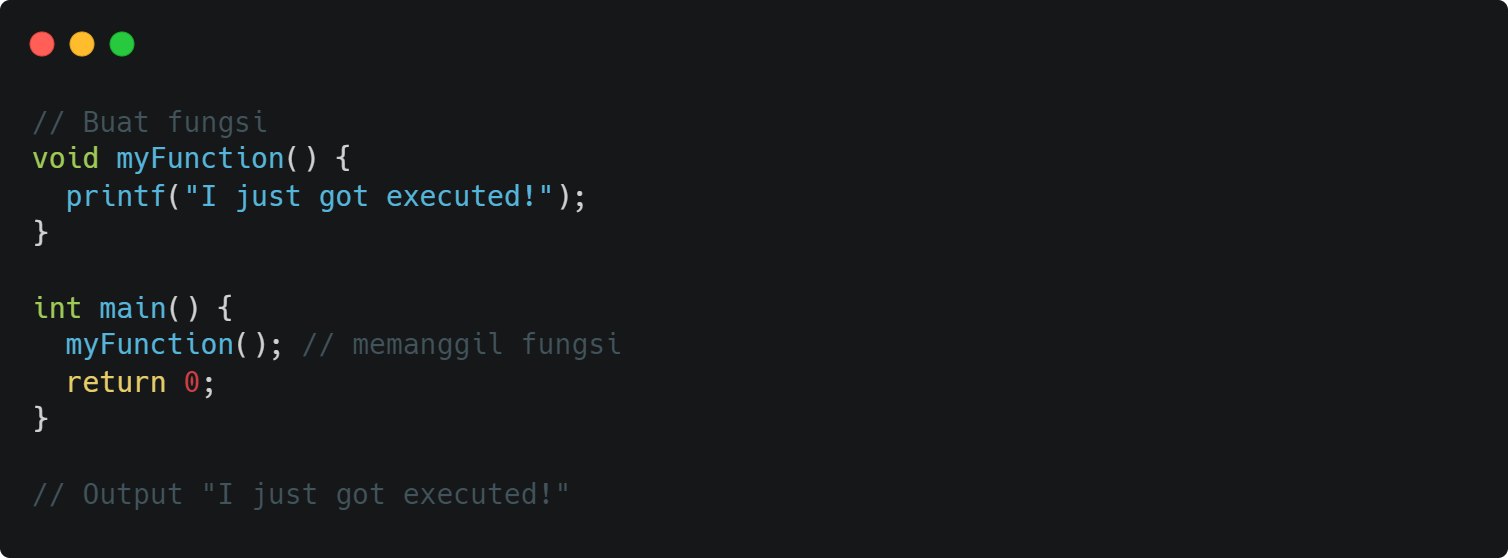 // Buat fungsi
void myFunction() {
  printf("I just got executed!");
}

int main() {
  myFunction(); // memanggil fungsi
  return 0;
}

// Output "I just got executed!"